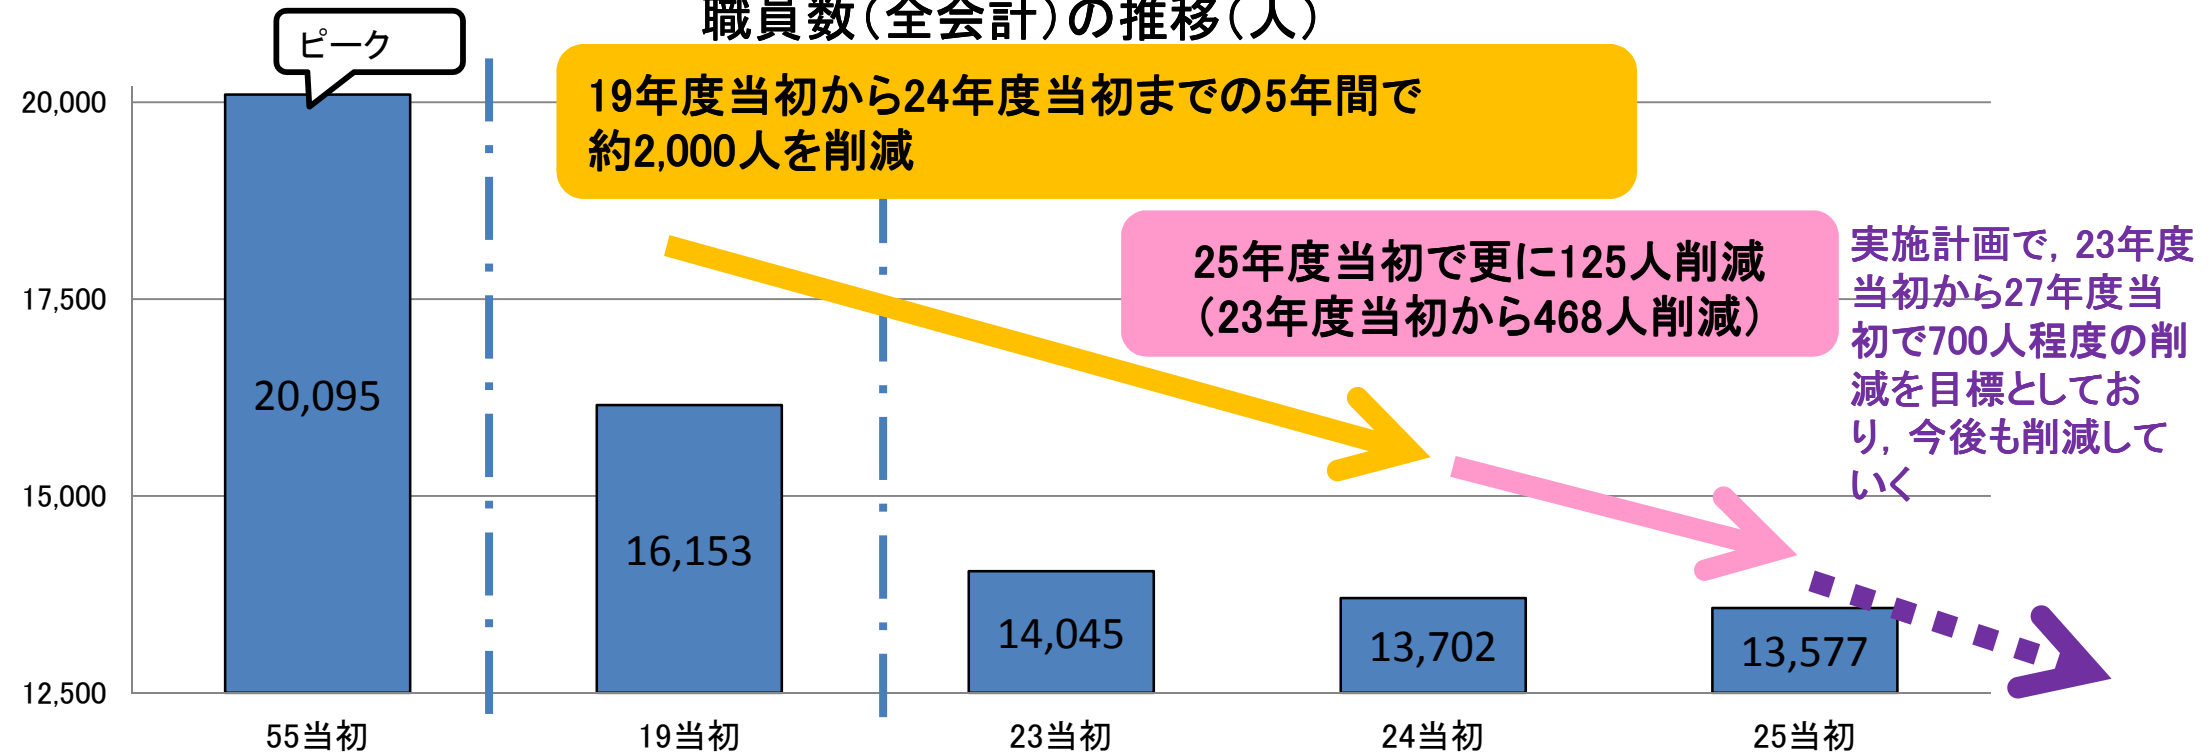 職員数(全会計)の推移(人)
ピーク
19年度当初から24年度当初までの5年間で
約2,000人を削減
25年度当初で更に125人削減
(23年度当初から468人削減)
実施計画で,23年度
当初から27年度当
初で700人程度の削
減を目標としてお
り,今後も削減して
いく
20,000
17,500
15,000
12,500
20,095
16,153
14,045
13,702
13,577
55当初
19当初
23当初
24当初
25当初